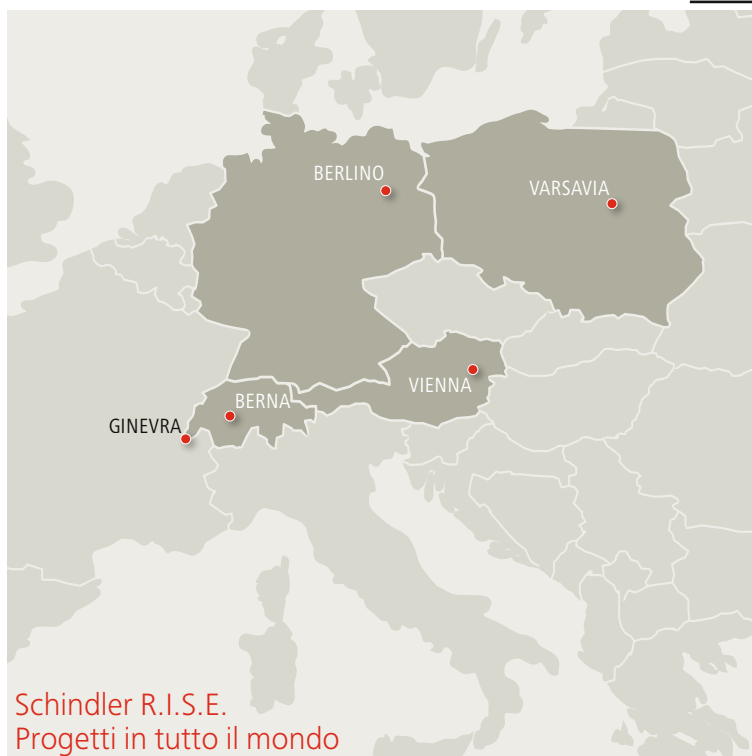 BERLINO
VARSAVIA
VIENNA
BERNA
GINEVRA
Schindler R.I.S.E.
Progetti in tutto il mondo